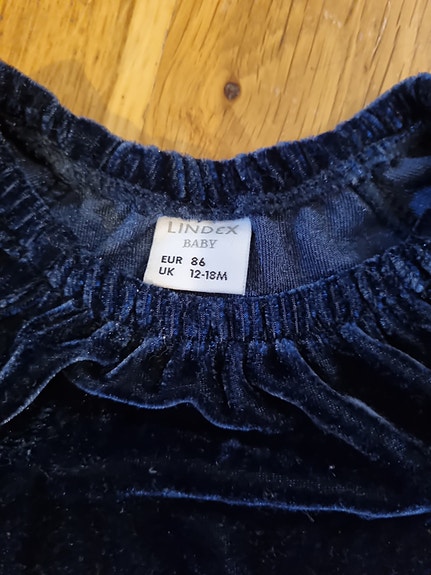 LINDEX
BABY
EUR 86
UK 12-18M